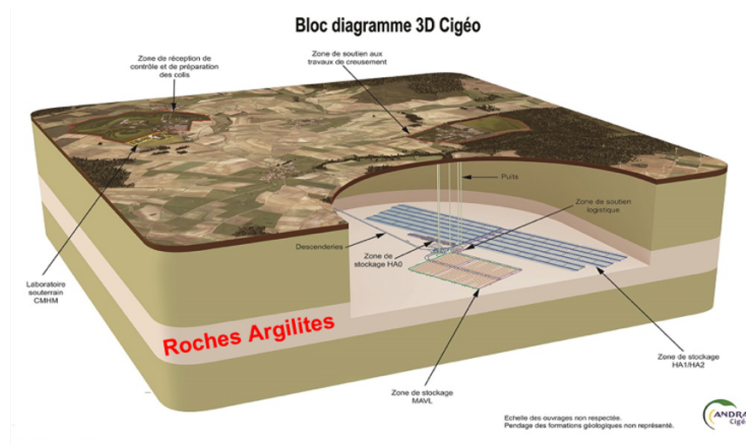 Bloc diagramme 3D Cigéo
Zone de réception de
contrôle et de préparation
des colis
Zone de soutien aux
travaux de creusement
Puits
Zone de soutien
logistique
Descenderies
Zone de
stockage HA0
Laboratoire
souterrain
CMHM
Roches Argilites
Zone de stockage
HA1/HA2
Zone de stockage
MAVL
Echelle des ouvrages non respectée.
Pendage des formations géologiques non représenté.
ANDRA
Cigéo